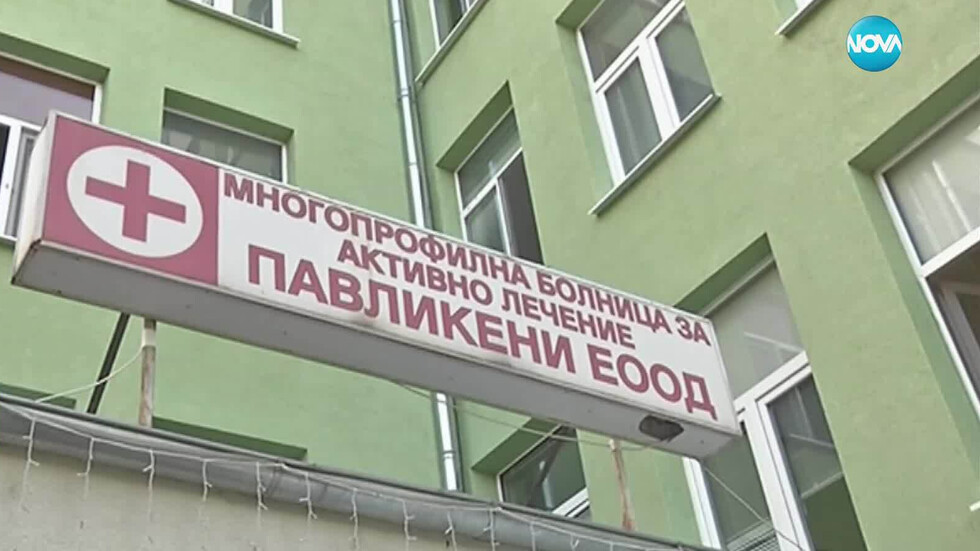 NOVA
МНОГОПРОФИЛНА БОЛНИЦА ЗА
АКТИВНО ЛЕЧЕНИЕ
ПАВЛИКЕНИ ЕООД